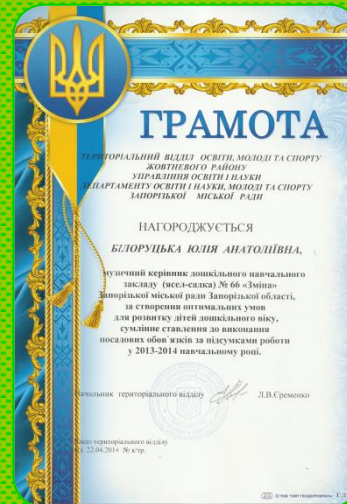 ГРАМОТА
ТЕРИТОРІАЛЬНИЙ ВІДДІЛ ОСВІТИ, МОЛОДІ ТА СПОРТУ
ЖОВТНЕВОГО РАЙОНУ
УПРАВЛІННЯ ОСВІТИ І НАУКИ
ДЕПАРТАМЕНТУ ОСВІТИ І НАУКИ, МОЛОДІ ТА СПОРТУ
ЗАПОРІЗЬКОЇ МІСЬКОЇ РАДИ
НАГОРОДЖУЄТЬСЯ
БІЛОРУЦЬКА ЮЛІЯ АНАТОЛІЇВНА,
музичний керівник дошкільного навчального
закладу (ясел-садка) № 66 «Зміна»
Запорізької міської ради Запорізької області,
за створення оптимальних умов
для розвитку дітей дошкільного віку,
сумлінне ставлення до виконання
посадових обов'язків за підсумками роботи
у 2013-2014 навчальному році.
Начальник територіального відділу Л.В.Єременко
Наказ територіального відділу
від 22.04.2014 № к/тр.